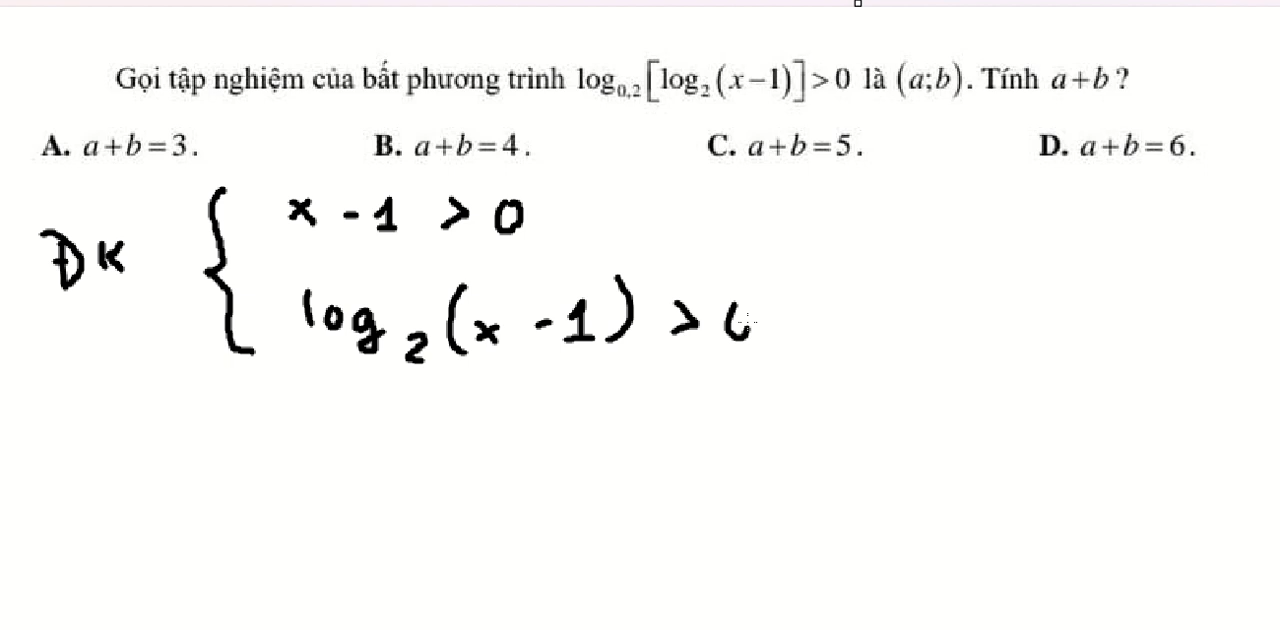 Gọi tập nghiệm của bất phương trình log₀,₂[log₂(x−1)]>0 là (a;b). Tính a+b?
A. a+b=3. B. a+b=4. C. a+b=5. D. a+b=6.
ĐK { x - 1 > 0
log₂(x - 1) >